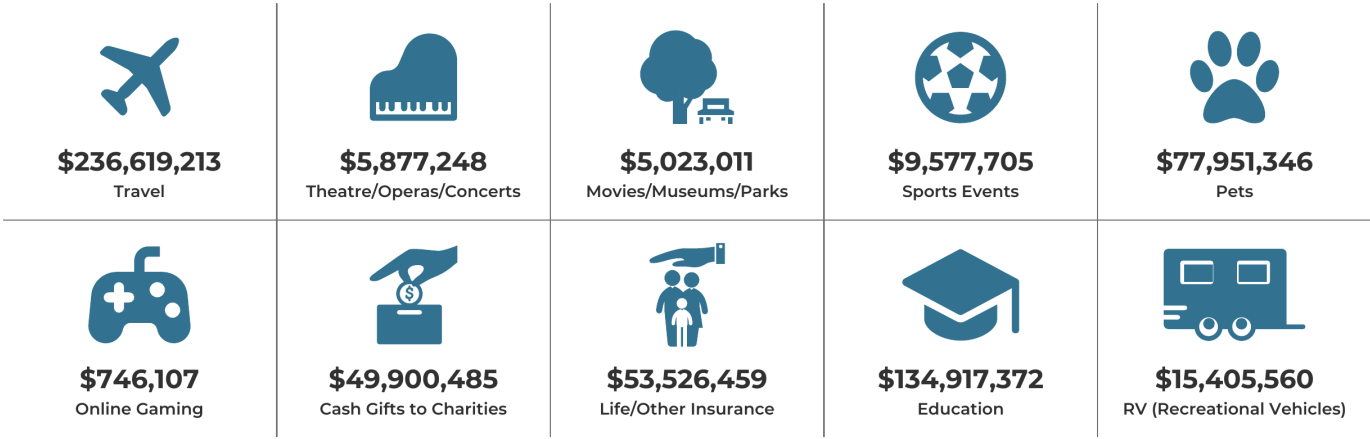 $236,619,213
Travel
$5,877,248
Theatre/Operas/Concerts
$5,023,011
Movies/Museums/Parks
$9,577,705
Sports Events
$77,951,346
Pets
$746,107
Online Gaming
$
$49,900,485
Cash Gifts to Charities
$53,526,459
Life/Other Insurance
$134,917,372
Education
$15,405,560
RV (Recreational Vehicles)